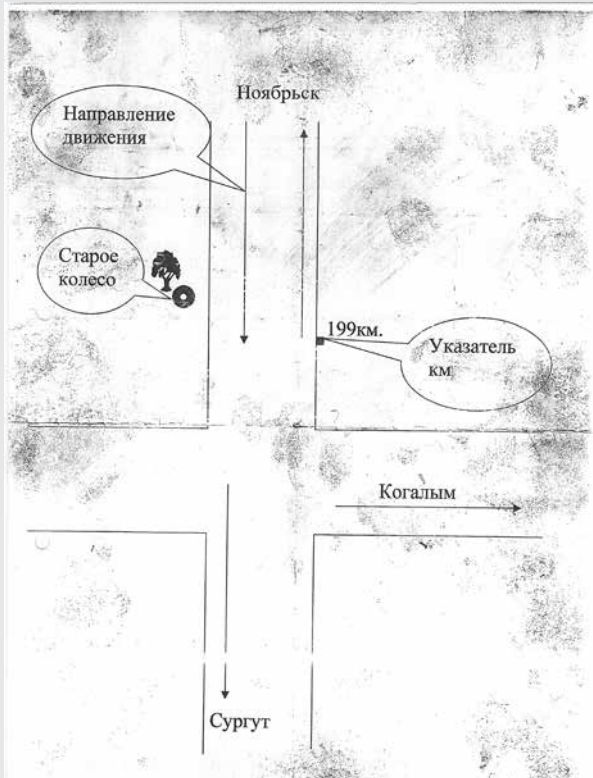 Ноябрьск
Направление
движения
Старое
колесо
199км.
Указатель
км
Когалым
Сургут